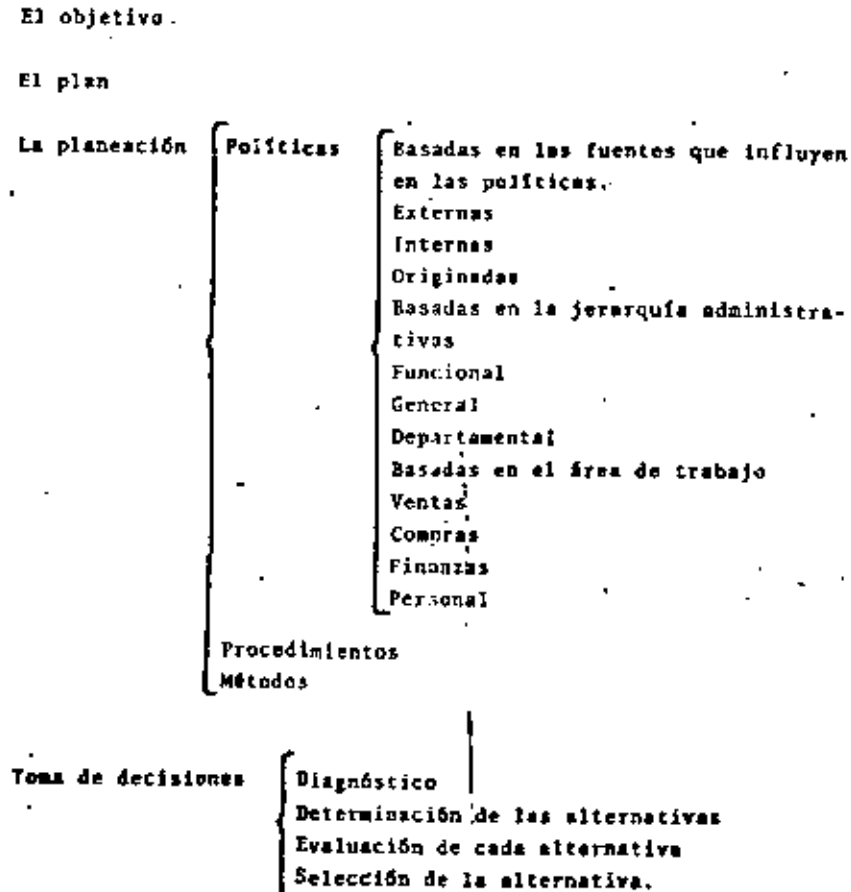 El objetivo.
El plan
La planeación Políticas Basadas en las fuentes que influyen
en las políticas.
Externas
Internas
Originadas
Basadas en la jerarquía administra-
tivas
Funcional
General
Departamental
Basadas en el área de trabajo
Ventas
Compras
Finanzas
Personal
Procedimientos
Métodos
Toma de decisiones Diagnóstico
Determinación de las alternativas
Evaluación de cada alternativa
Selección de la alternativa.